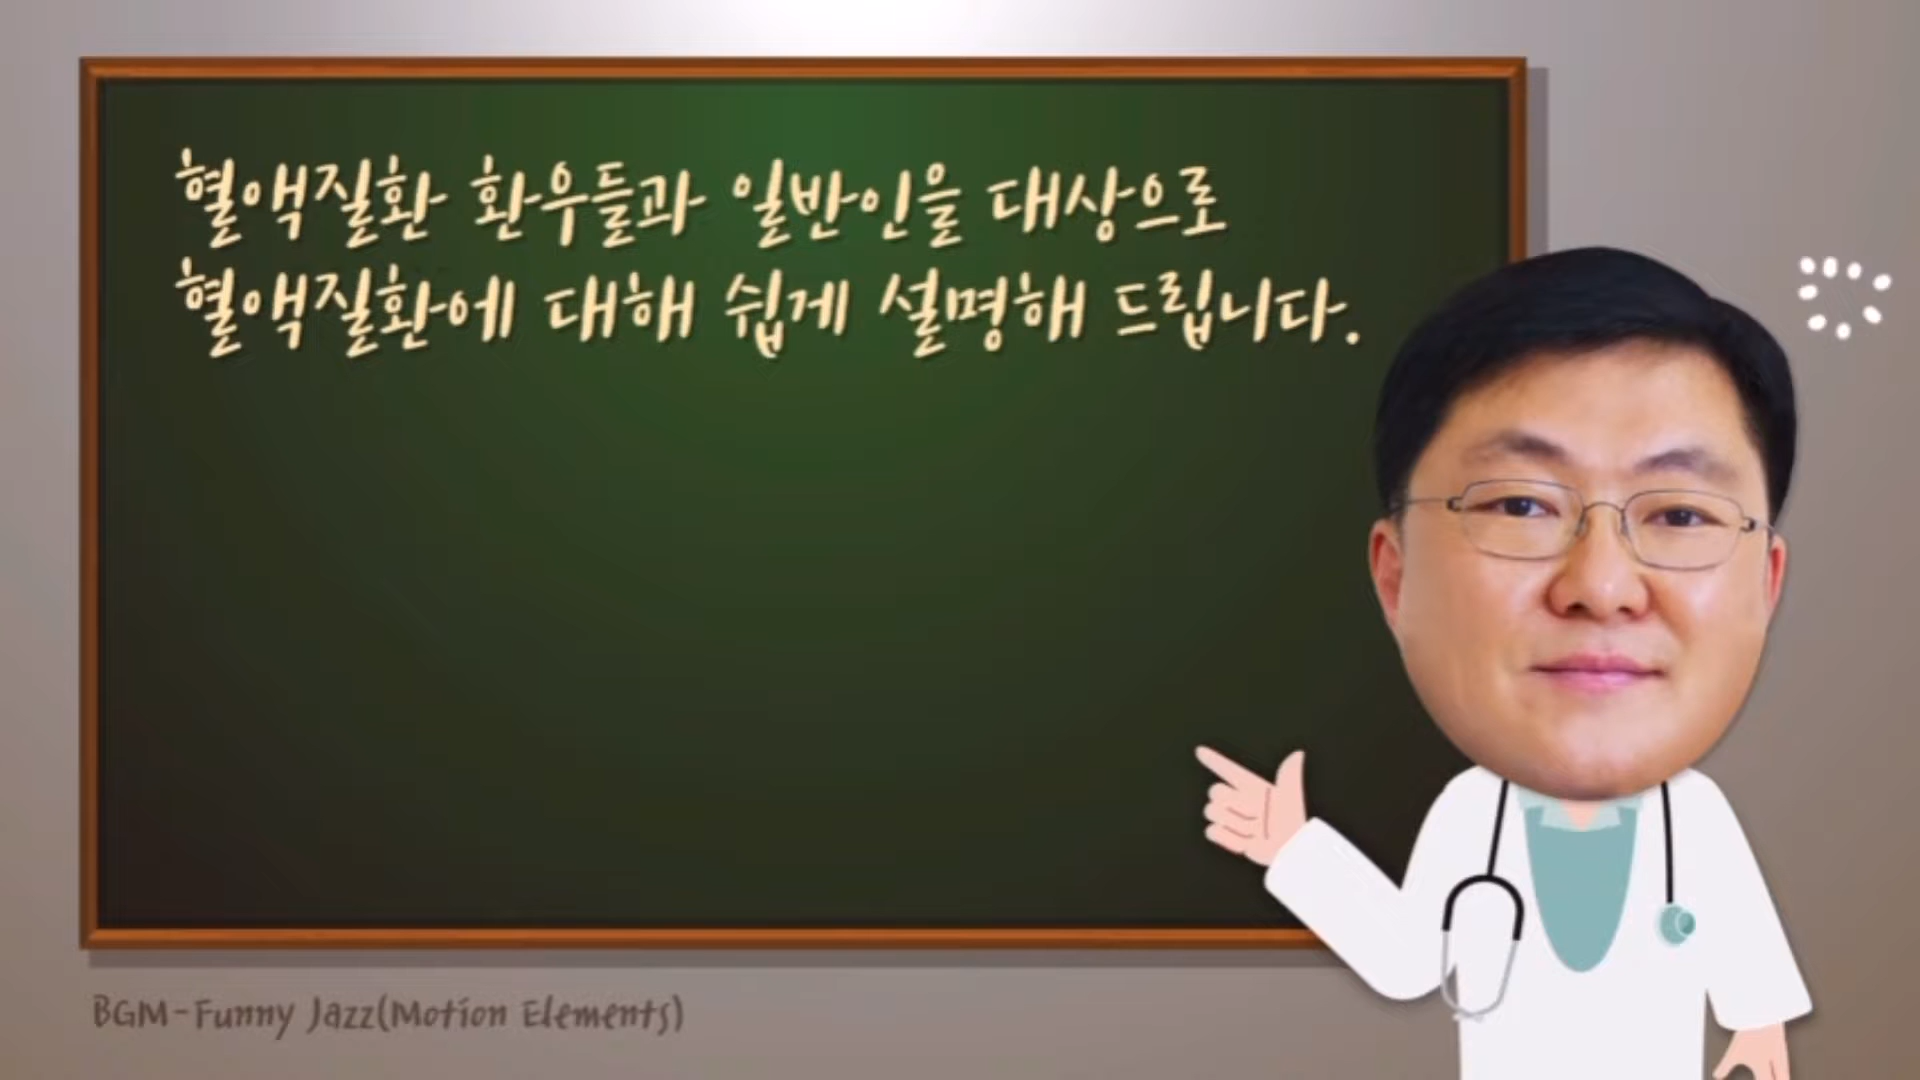 혈액질환 환우들과 일반인을 대상으로
혈액질환에 대해 쉽게 설명해 드립니다.
BGM-Funny Jazz(Motion Elements)